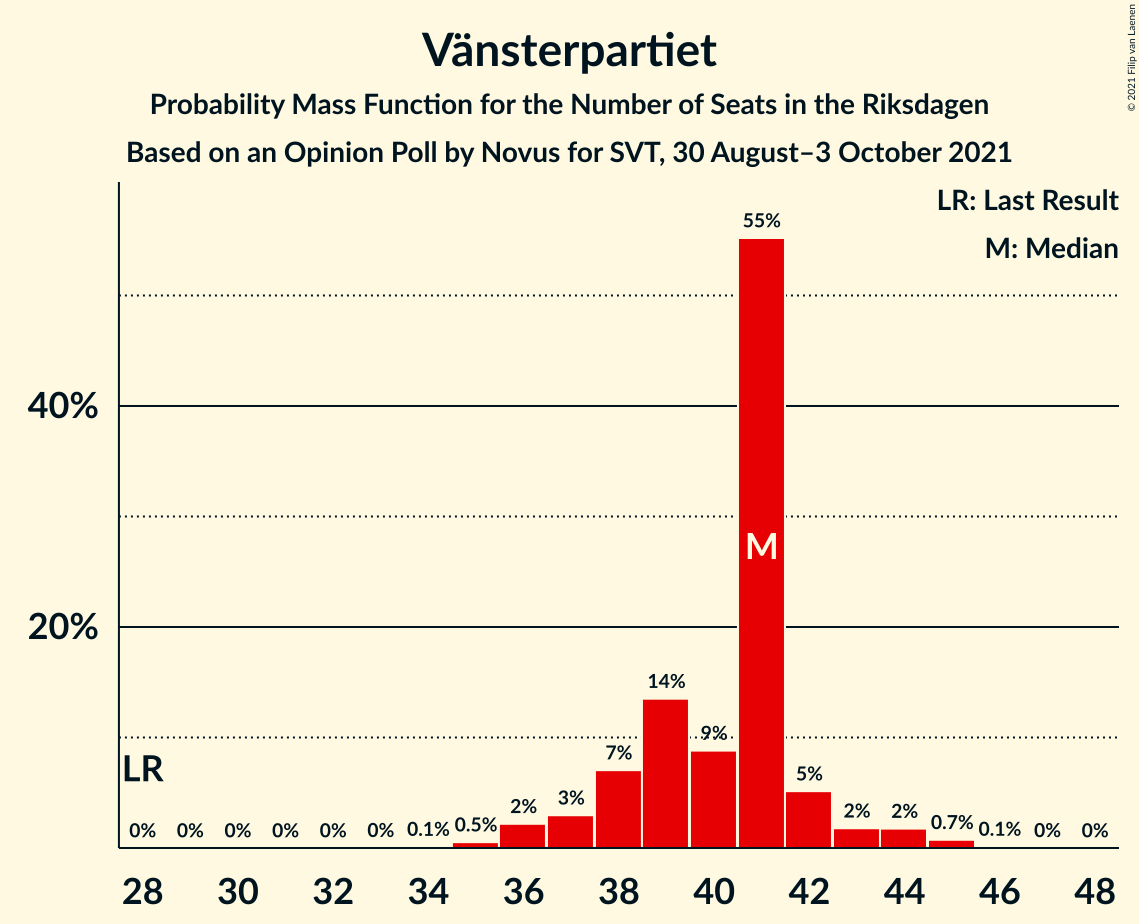 Vänsterpartiet
Probability Mass Function for the Number of Seats in the Riksdagen
Based on an Opinion Poll by Novus for SVT, 30 August–3 October 2021
© 2021 Filip van Laenen
LR: Last Result
M: Median
55%
40%
M
20%
14%
9%
7%
5%
3%
2%
2%
2%
LR
0% 0% 0% 0% 0% 0% 0.1% 0.5% 0.7% 0.1% 0% 0%
28 30 32 34 36 38 40 42 44 46 48